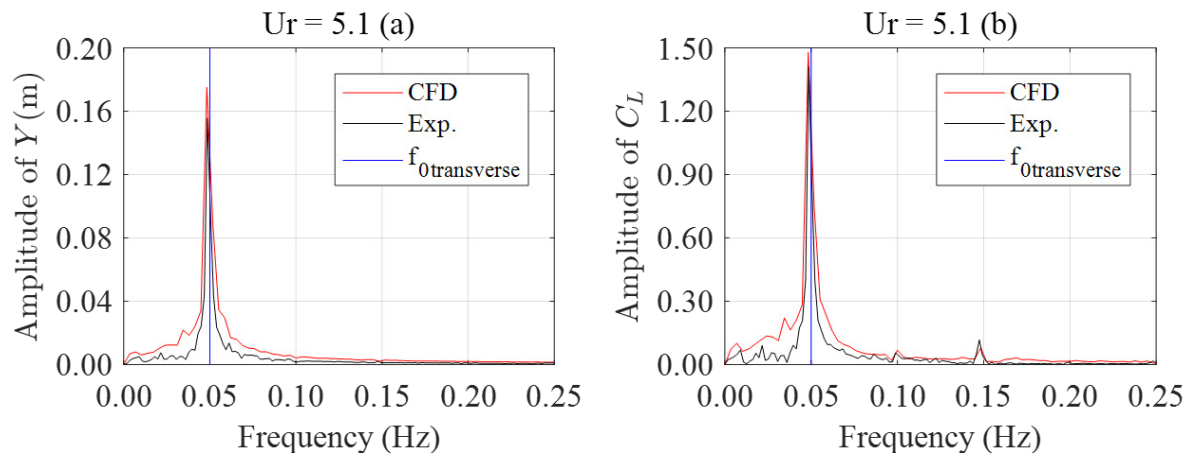 Ur = 5.1 (a)
Amplitude of Y (m)
0.20
0.16
0.12
0.08
0.04
0.00
CFD
Exp.
f0transverse
0.00 0.05 0.10 0.15 0.20 0.25
Frequency (Hz)
Ur = 5.1 (b)
Amplitude of CL
1.50
1.20
0.90
0.60
0.30
0.00
CFD
Exp.
f0transverse
0.00 0.05 0.10 0.15 0.20 0.25
Frequency (Hz)